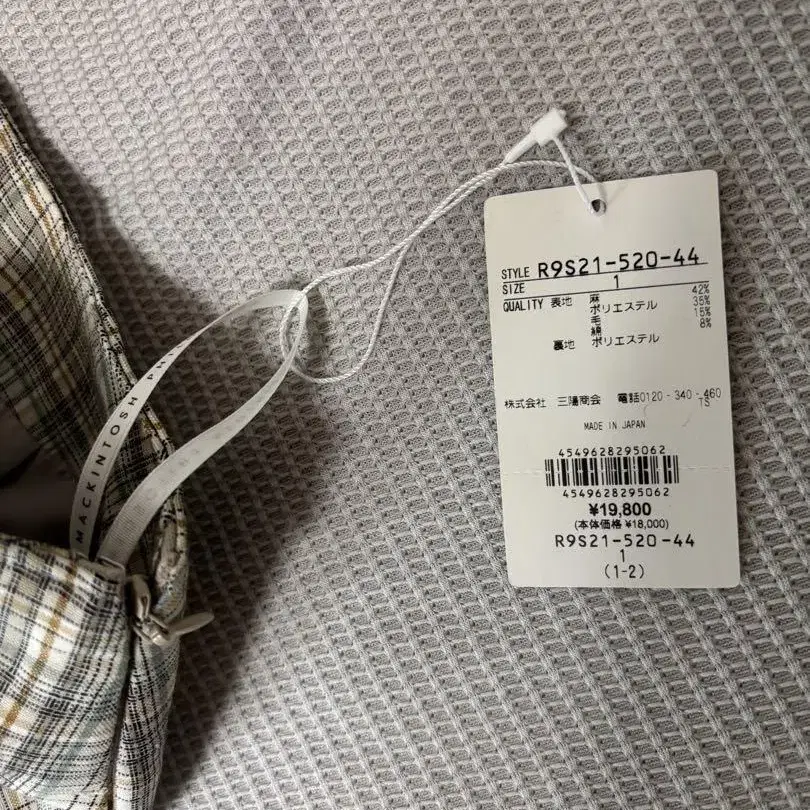 STYLE R9S21-520-44
SIZE 1
QUALITY 表地 麻 42%
ポリエステル 35%
毛 15%
綿 8%
裏地 ポリエステル
株式会社 三陽商会 電話0120-340-460
TS
MADE IN JAPAN
4549628295062
4549628295062
¥19,800
(本体価格 ¥18,000)
R9S21-520-44
1
(1-2)
MACKINTOSH